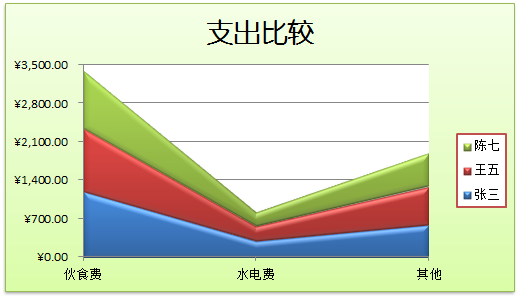 支出比较
¥3,500.00
¥2,800.00
¥2,100.00
¥1,400.00
¥700.00
¥0.00
伙食费 水电费 其他
陈七
王五
张三